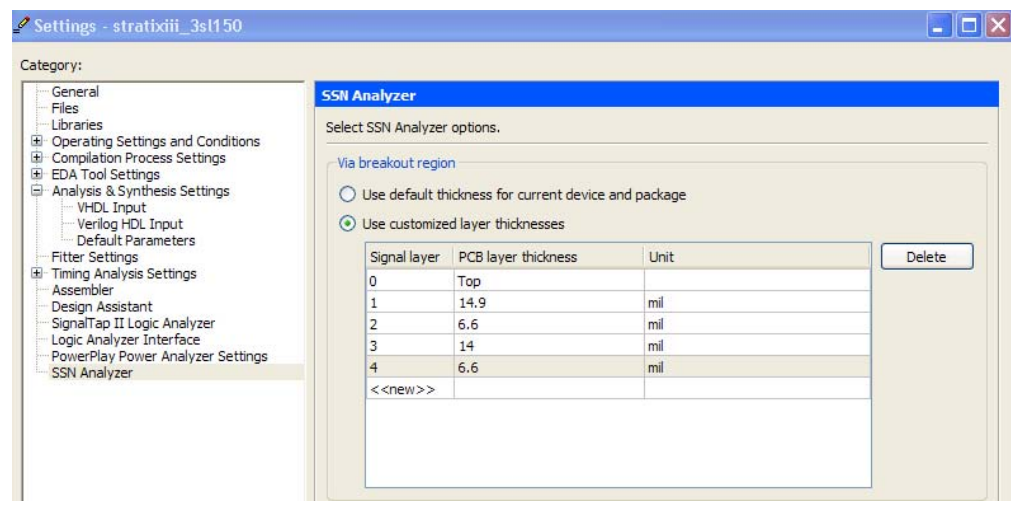 Settings - stratixiii_3sl150
Category:
General
Files
Libraries
Operating Settings and Conditions
Compilation Process Settings
EDA Tool Settings
Analysis & Synthesis Settings
VHDL Input
Verilog HDL Input
Default Parameters
Fitter Settings
Timing Analysis Settings
Assembler
Design Assistant
SignalTap II Logic Analyzer
Logic Analyzer Interface
PowerPlay Power Analyzer Settings
SSN Analyzer
SSN Analyzer
Select SSN Analyzer options.
Via breakout region
Use default thickness for current device and package
Use customized layer thicknesses
Signal layer PCB layer thickness Unit
0 Top
1 14.9 mil
2 6.6 mil
3 14 mil
4 6.6 mil
<<new>>
Delete